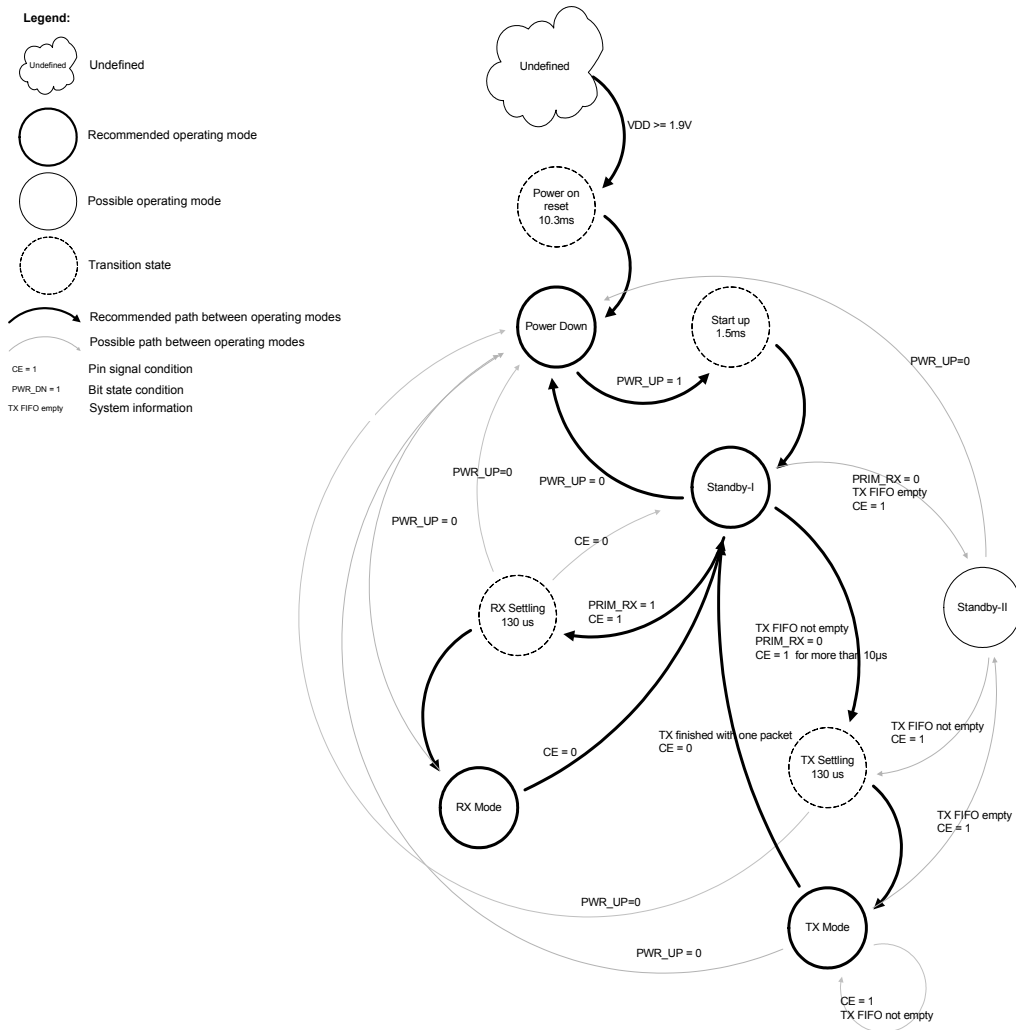 Legend:
Undefined
Undefined
Recommended operating mode
Possible operating mode
Transition state
Recommended path between operating modes
Possible path between operating modes
CE = 1
Pin signal condition
PWR_DN = 1
Bit state condition
TX FIFO empty
System information
Undefined
VDD >= 1.9V
Power on
reset
10.3ms
Power Down
Start up
1.5ms
PWR_UP=0
PWR_UP = 1
PWR_UP=0
PWR_UP = 0
Standby-I
PRIM_RX = 0
TX FIFO empty
CE = 1
PWR_UP = 0
CE = 0
RX Settling
130 us
PRIM_RX = 1
CE = 1
Standby-II
TX FIFO not empty
PRIM_RX = 0
CE = 1 for more than 10µs
TX FIFO not empty
CE = 1
TX finished with one packet
CE = 0
CE = 0
TX Settling
130 us
RX Mode
TX FIFO empty
CE = 1
PWR_UP=0
TX Mode
PWR_UP = 0
CE = 1
TX FIFO not empty